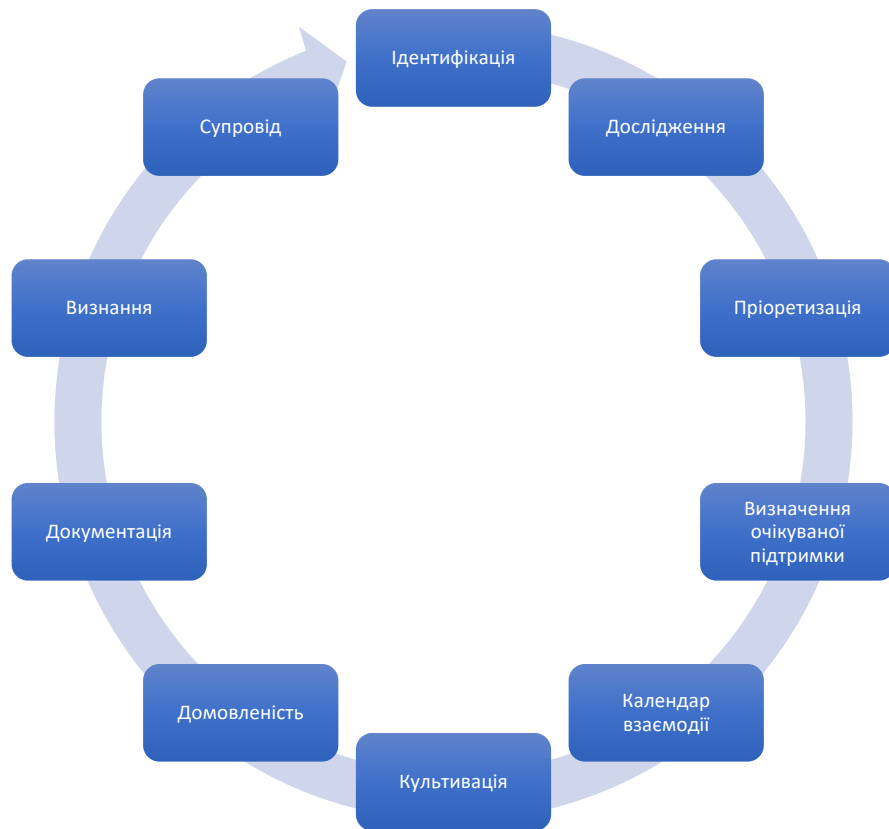 Ідентифікація
Дослідження
Пріоретизація
Визначення
очікуваної
підтримки
Календар
взаємодії
Культивація
Домовленість
Документація
Визнання
Супровід